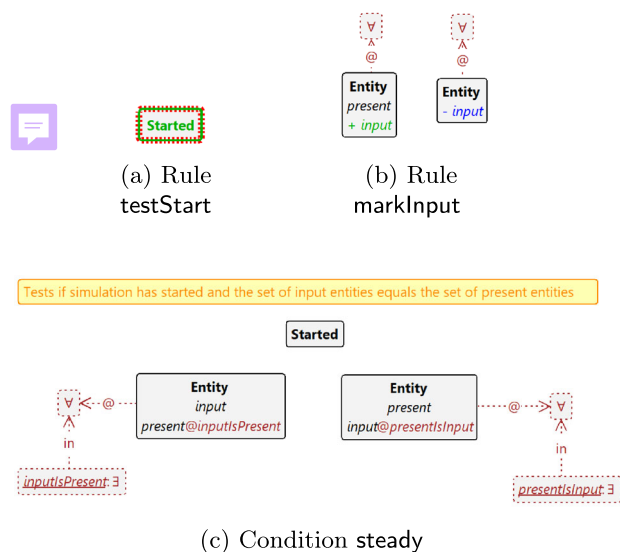 ∀
∀
@
@
Entity
present
+ input
Entity
- input
Started
(a) Rule
testStart
(b) Rule
markInput
Tests if simulation has started and the set of input entities equals the set of present entities
Started
∀
@
Entity
input
present@inputIsPresent
Entity
present
input@presentIsInput
@
∀
in
in
inputIsPresent: ∃
presentIsInput: ∃
(c) Condition steady